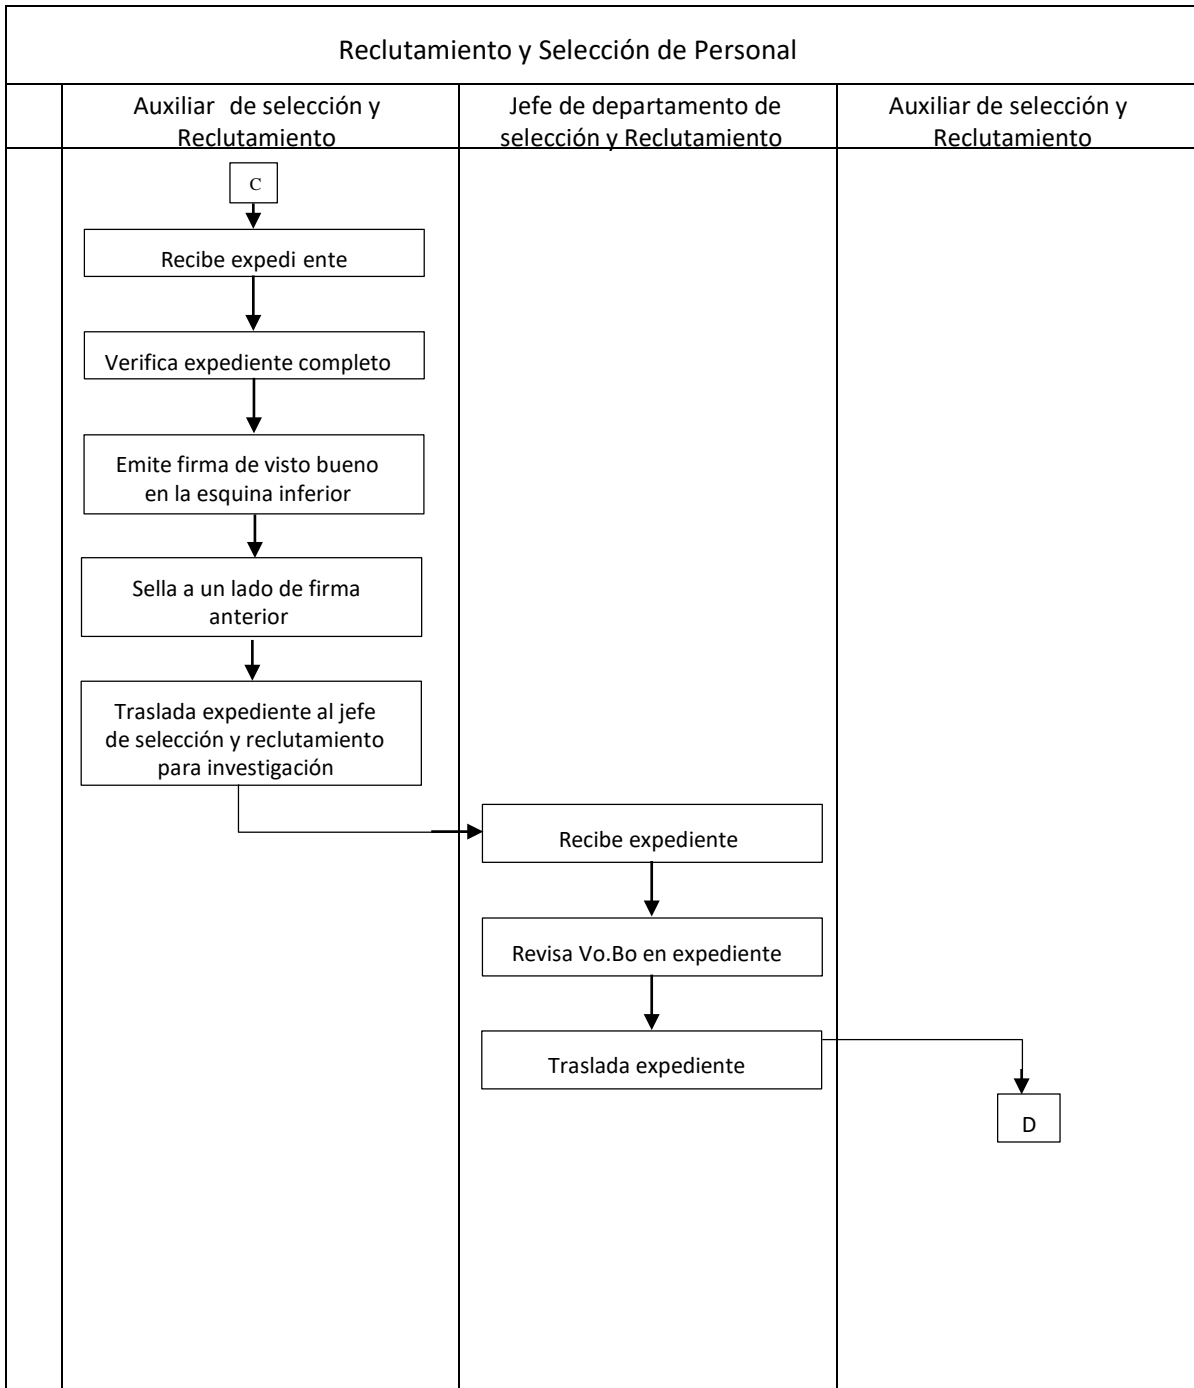 Reclutamiento y Selección de Personal
Auxiliar de selección y
Reclutamiento
Jefe de departamento de
selección y Reclutamiento
Auxiliar de selección y
Reclutamiento
C
Recibe expedi ente
Verifica expediente completo
Emite firma de visto bueno
en la esquina inferior
Sella a un lado de firma
anterior
Traslada expediente al jefe
de selección y reclutamiento
para investigación
Recibe expediente
Revisa Vo.Bo en expediente
Traslada expediente
D